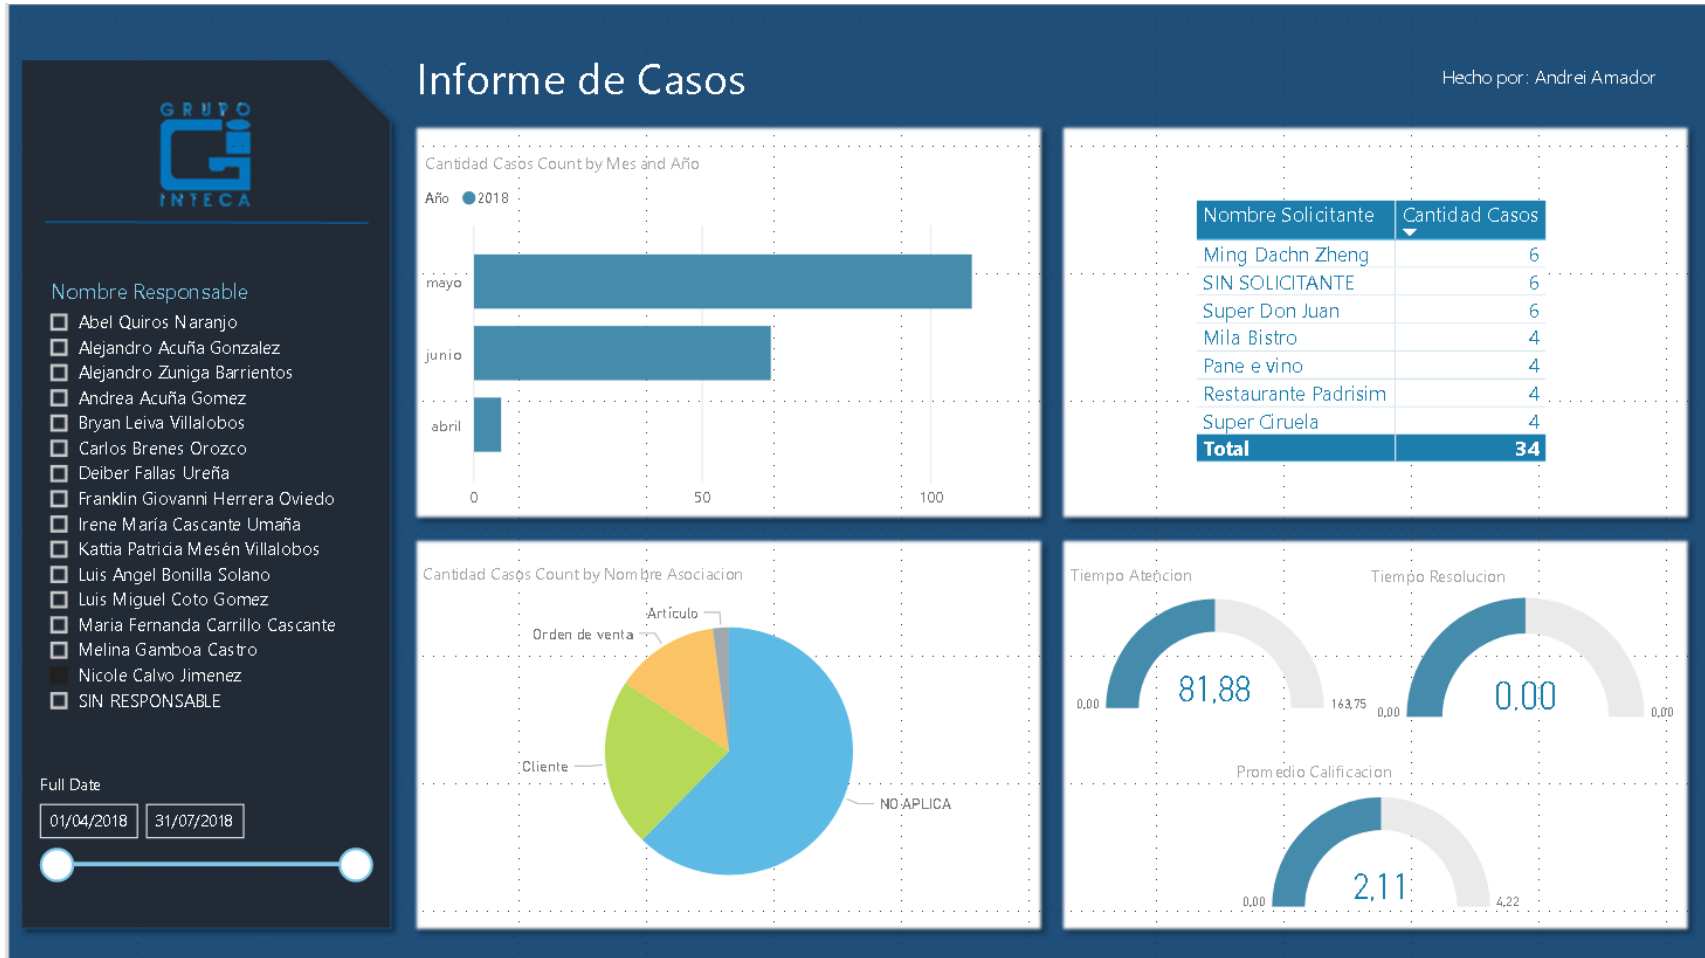 Informe de Casos
Hecho por: Andrei Amador
GRUPO
INTECA
Nombre Responsable
Abel Quiros Naranjo
Alejandro Acuña Gonzalez
Alejandro Zuniga Barrientos
Andrea Acuña Gomez
Bryan Leiva Villalobos
Carlos Brenes Orozco
Deiber Fallas Ureña
Franklin Giovanni Herrera Oviedo
Irene María Cascante Umaña
Kattia Patricia Mesén Villalobos
Luis Angel Bonilla Solano
Luis Miguel Coto Gomez
Maria Fernanda Carrillo Cascante
Melina Gamboa Castro
Nicole Calvo Jimenez
SIN RESPONSABLE
Full Date
01/04/2018 31/07/2018
Cantidad Casos Count by Mes and Año
Año 2018
mayo
junio
abril
0 50 100
Nombre Solicitante Cantidad Casos
Ming Dachn Zheng 6
SIN SOLICITANTE 6
Super Don Juan 6
Mila Bistro 4
Pane e vino 4
Restaurante Padrisim 4
Super Ciruela 4
Total 34
Cantidad Casos Count by Nombre Asociacion
Artículo
Orden de venta
Cliente
NO APLICA
Tiempo Atencion
81,88
0,00 163,75
Tiempo Resolucion
0,00
0,00 0,00
Promedio Calificacion
2,11
0,00 4,22